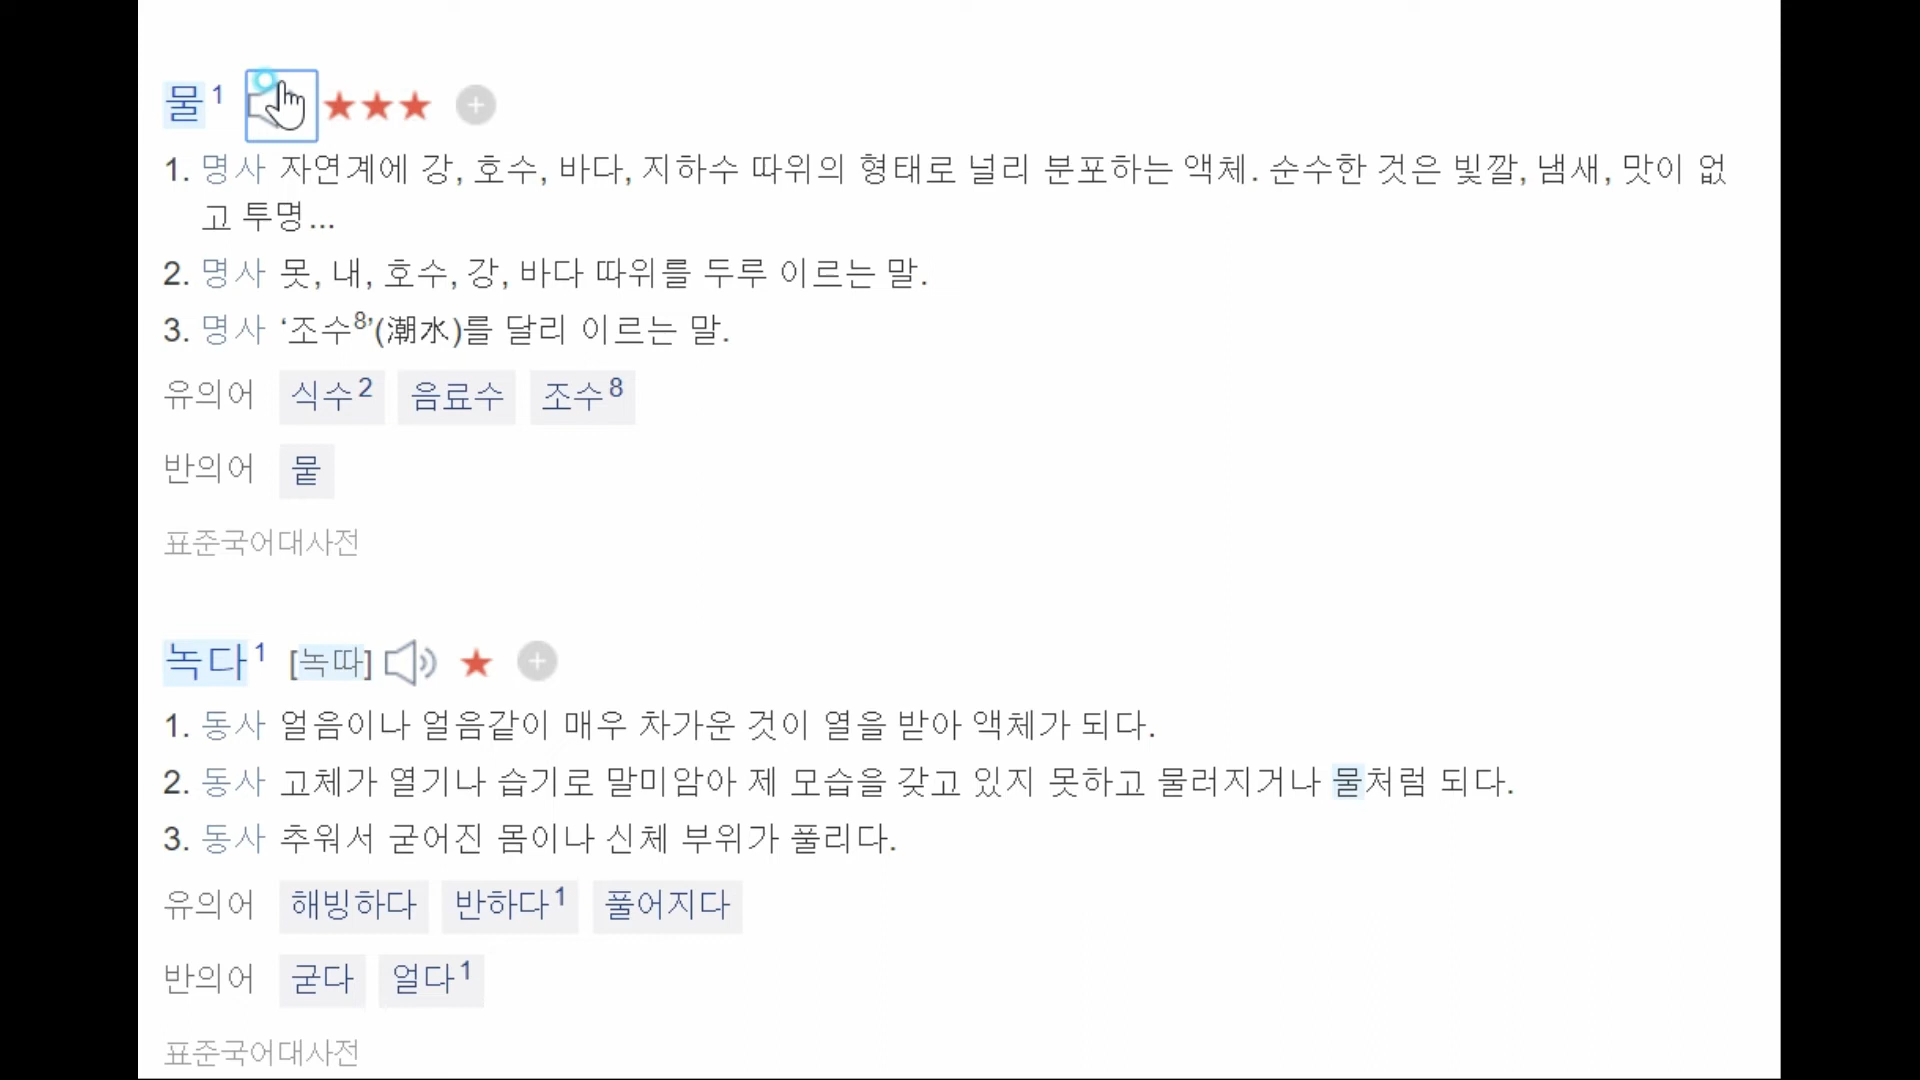 물1 ★★★ +
1. 명사 자연계에 강, 호수, 바다, 지하수 따위의 형태로 널리 분포하는 액체. 순수한 것은 빛깔, 냄새, 맛이 없
고 투명...
2. 명사 못, 내, 호수, 강, 바다 따위를 두루 이르는 말.
3. 명사 ‘조수8’(潮水)를 달리 이르는 말.
유의어 식수2 음료수 조수8
반의어 뭍
표준국어대사전
녹다1 [녹따] ★ +
1. 동사 얼음이나 얼음같이 매우 차가운 것이 열을 받아 액체가 되다.
2. 동사 고체가 열기나 습기로 말미암아 제 모습을 갖고 있지 못하고 물러지거나 물처럼 되다.
3. 동사 추워서 굳어진 몸이나 신체 부위가 풀리다.
유의어 해빙하다 반하다1 풀어지다
반의어 굳다 얼다1
표준국어대사전